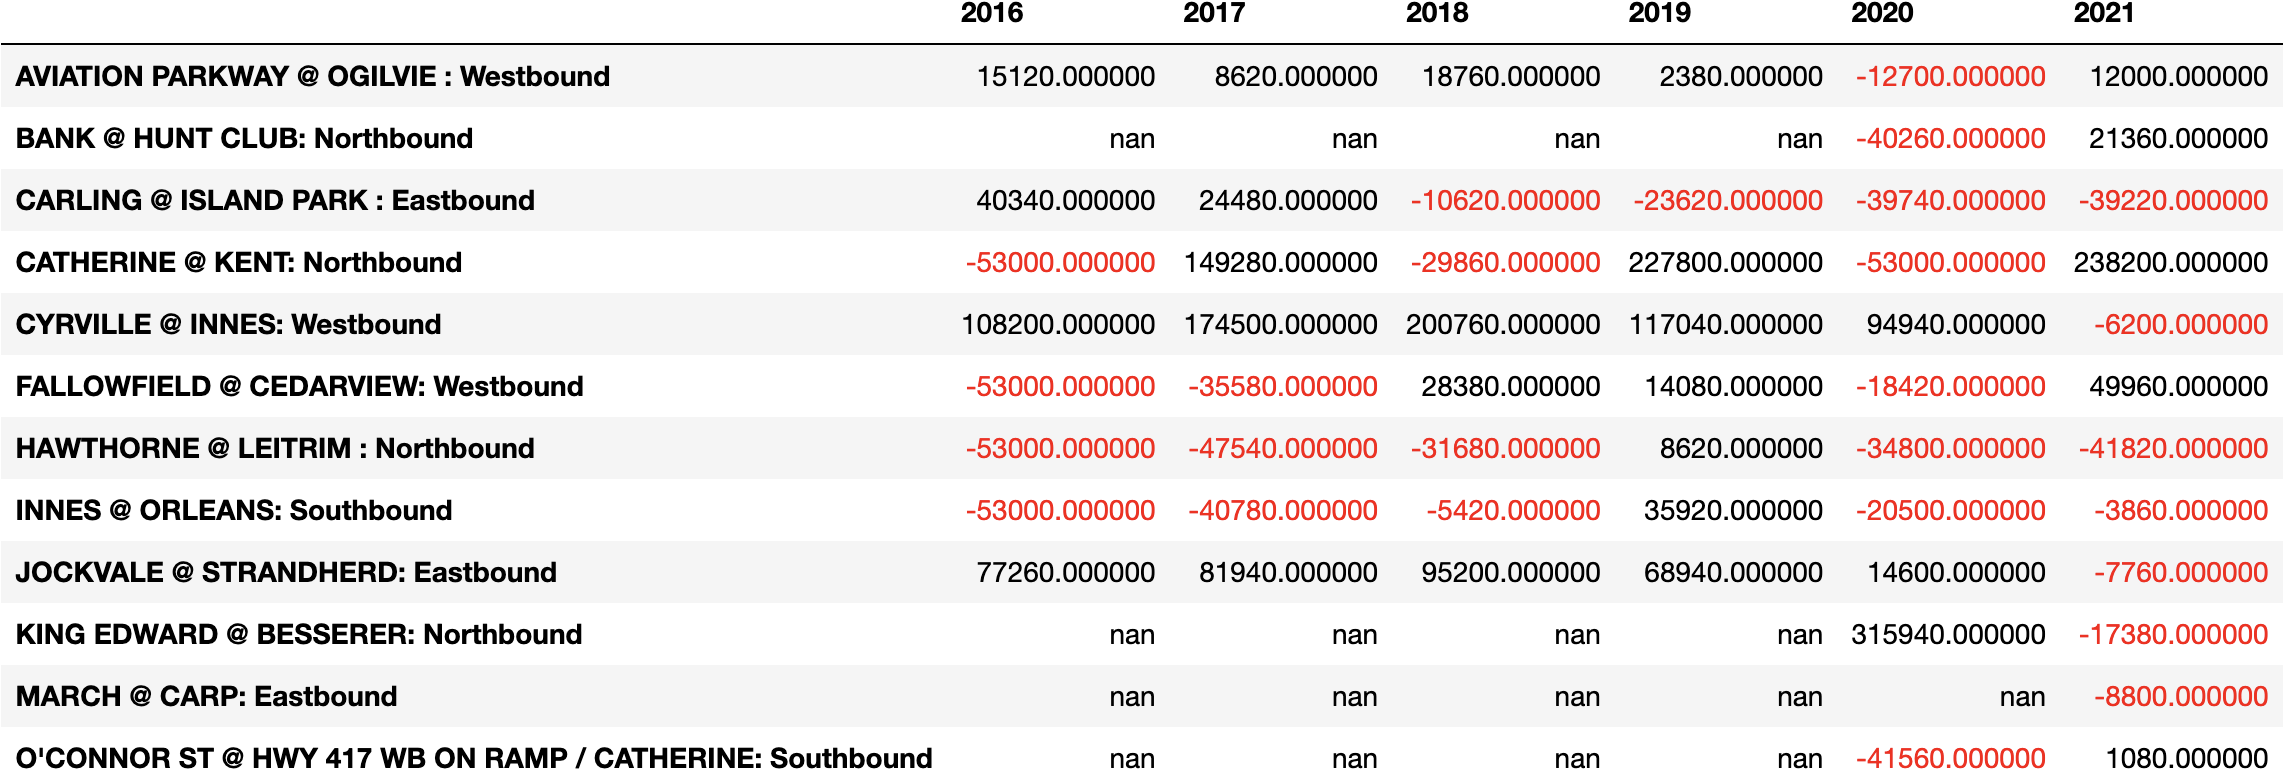 2016 2017 2018 2019 2020 2021
AVIATION PARKWAY @ OGILVIE : Westbound 15120.000000 8620.000000 18760.000000 2380.000000 -12700.000000 12000.000000
BANK @ HUNT CLUB: Northbound nan nan nan nan -40260.000000 21360.000000
CARLING @ ISLAND PARK : Eastbound 40340.000000 24480.000000 -10620.000000 -23620.000000 -39740.000000 -39220.000000
CATHERINE @ KENT: Northbound -53000.000000 149280.000000 -29860.000000 227800.000000 -53000.000000 238200.000000
CYRVILLE @ INNES: Westbound 108200.000000 174500.000000 200760.000000 117040.000000 94940.000000 -6200.000000
FALLOWFIELD @ CEDARVIEW: Westbound -53000.000000 -35580.000000 28380.000000 14080.000000 -18420.000000 49960.000000
HAWTHORNE @ LEITRIM : Northbound -53000.000000 -47540.000000 -31680.000000 8620.000000 -34800.000000 -41820.000000
INNES @ ORLEANS: Southbound -53000.000000 -40780.000000 -5420.000000 35920.000000 -20500.000000 -3860.000000
JOCKVALE @ STRANDHERD: Eastbound 77260.000000 81940.000000 95200.000000 68940.000000 14600.000000 -7760.000000
KING EDWARD @ BESSERER: Northbound nan nan nan nan 315940.000000 -17380.000000
MARCH @ CARP: Eastbound nan nan nan nan nan -8800.000000
O'CONNOR ST @ HWY 417 WB ON RAMP / CATHERINE: Southbound nan nan nan nan -41560.000000 1080.000000